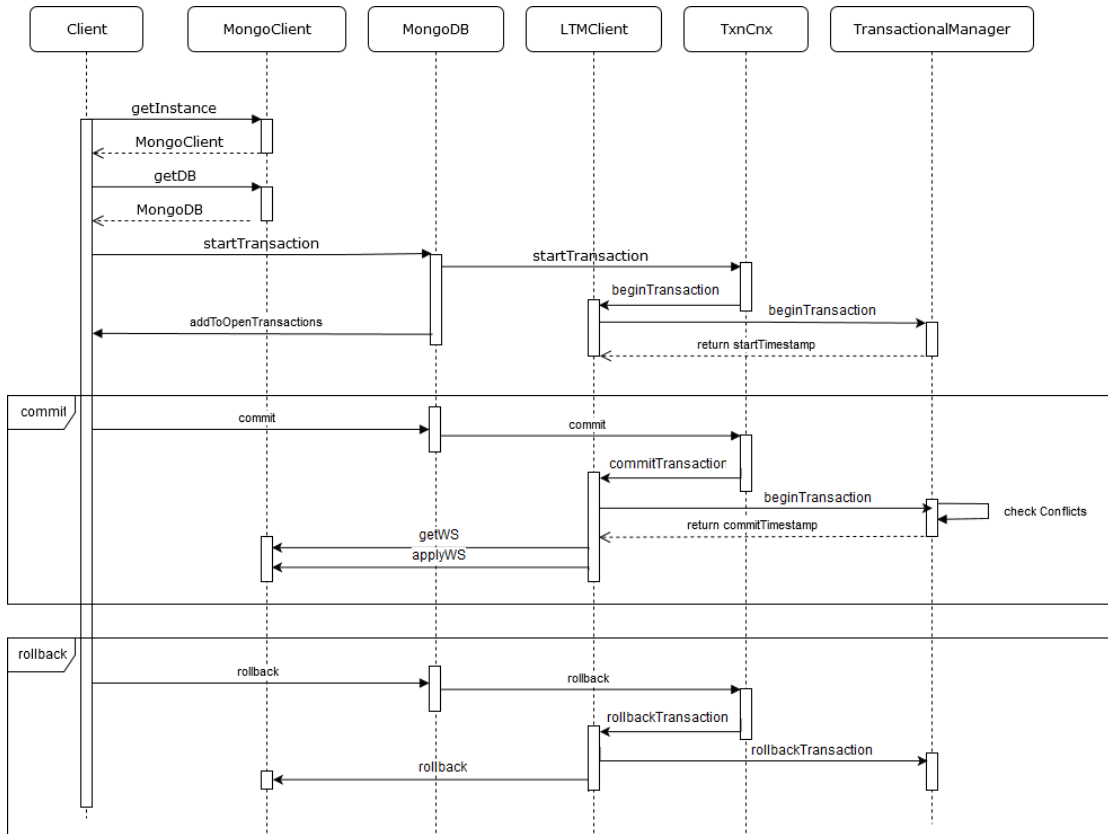 Client
MongoClient
MongoDB
LTMClient
TxnCnx
TransactionalManager
getInstance
MongoClient
getDB
MongoDB
startTransaction
startTransaction
beginTransaction
beginTransaction
addToOpenTransactions
return startTimestamp
commit
commit
commit
commitTransaction
beginTransaction
check Conflicts
return commitTimestamp
getWS
applyWS
rollback
rollback
rollback
rollbackTransaction
rollbackTransaction
rollback